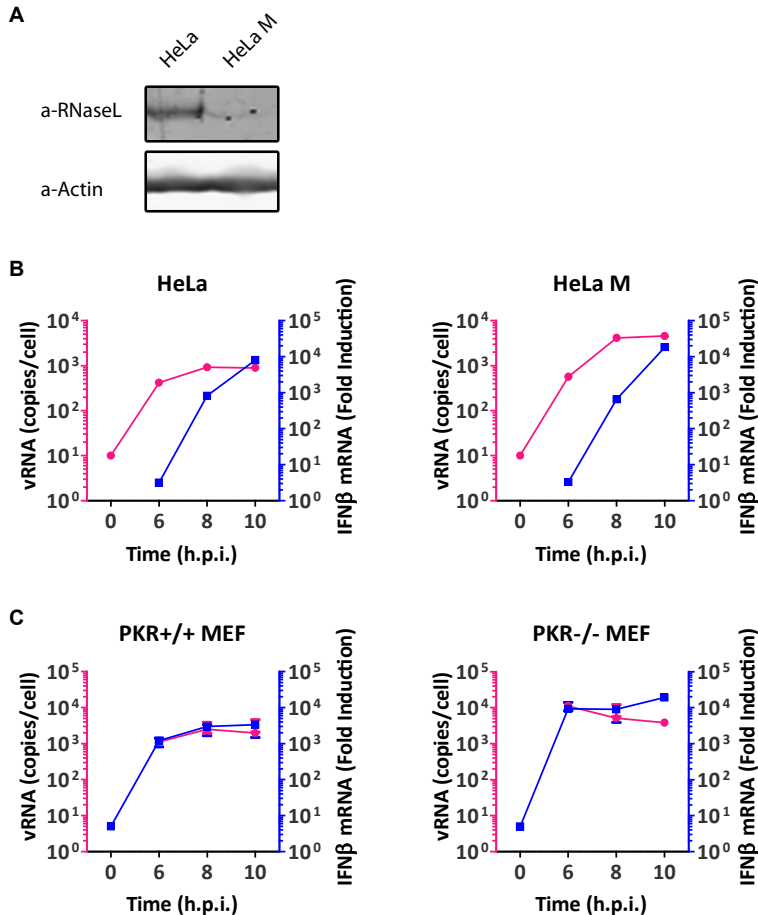 A
HeLa
HeLa M
a-RNaseL
a-Actin
B
HeLa
vRNA (copies/cell)
10⁴
10³
10²
10¹
10⁰
10⁵
10⁴
10³
10²
10¹
10⁰
IFNβ mRNA (Fold Induction)
0 6 8 10
Time (h.p.i.)
HeLa M
vRNA (copies/cell)
10⁴
10³
10²
10¹
10⁰
10⁵
10⁴
10³
10²
10¹
10⁰
IFNβ mRNA (Fold Induction)
0 6 8 10
Time (h.p.i.)
C
PKR+/+ MEF
vRNA (copies/cell)
10⁵
10⁴
10³
10²
10¹
10⁰
10⁵
10⁴
10³
10²
10¹
10⁰
IFNβ mRNA (Fold Induction)
0 6 8 10
Time (h.p.i.)
PKR-/- MEF
vRNA (copies/cell)
10⁵
10⁴
10³
10²
10¹
10⁰
10⁵
10⁴
10³
10²
10¹
10⁰
IFNβ mRNA (Fold Induction)
0 6 8 10
Time (h.p.i.)